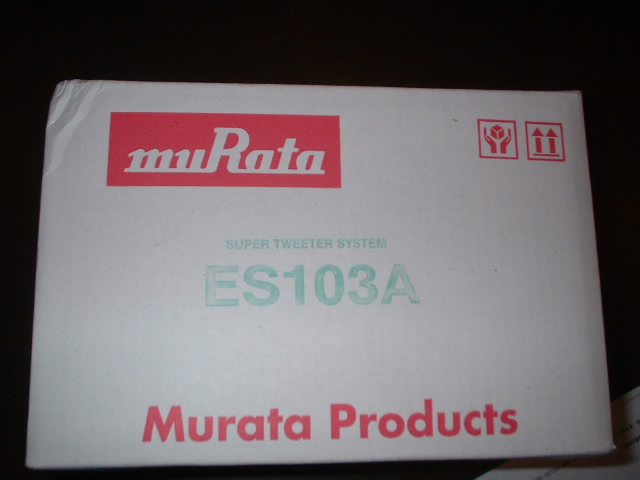 muRata
SUPER TWEETER SYSTEM
ES103A
Murata Products